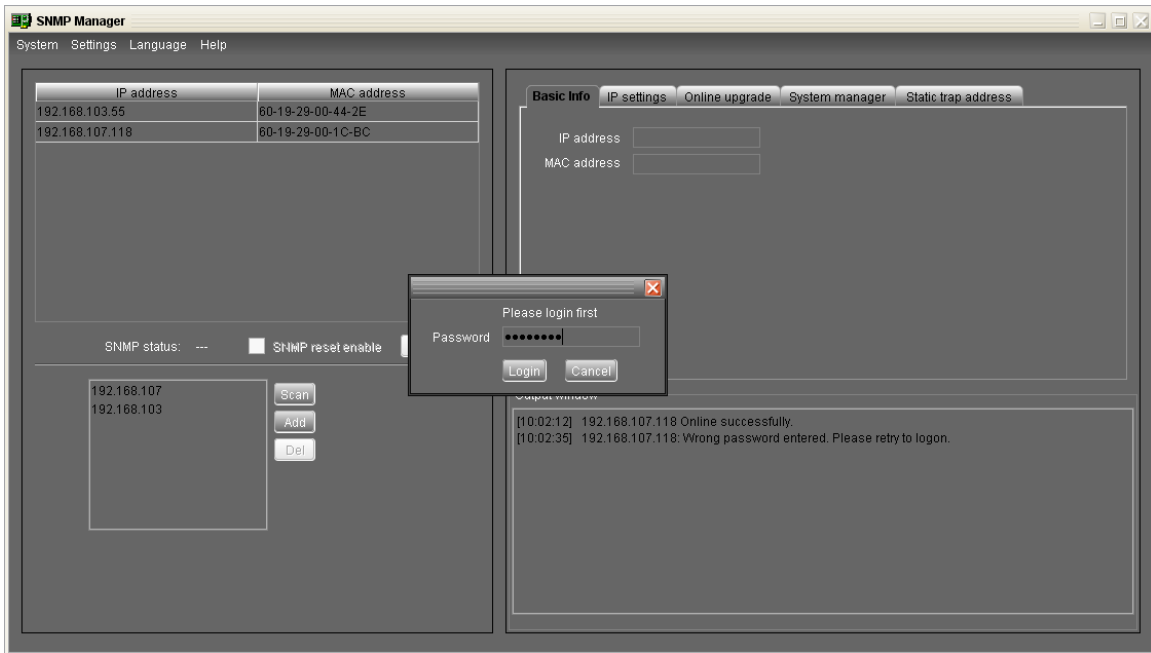 SNMP Manager
System Settings Language Help
IP address MAC address
192.168.103.55 60-19-29-00-44-2E
192.168.107.118 60-19-29-00-1C-BC
SNMP status: --- SNMP reset enable
192.168.107
192.168.103
Scan
Add
Del
Basic Info IP settings Online upgrade System manager Static trap address
IP address
MAC address
Please login first
Password ••••••••
Login Cancel
Output window
[10:02:12] 192.168.107.118 Online successfully.
[10:02:35] 192.168.107.118: Wrong password entered. Please retry to logon.